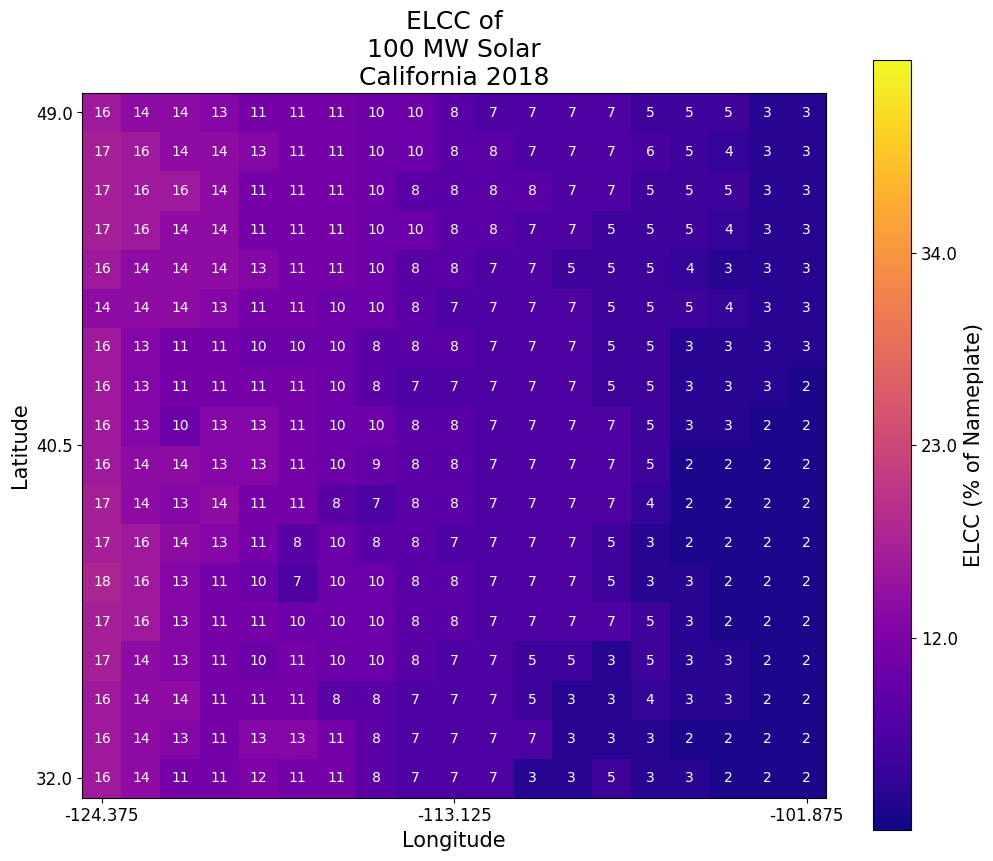 ELCC of
100 MW Solar
California 2018
49.0 16 14 14 13 11 11 11 10 10 8 7 7 7 7 5 5 5 3 3
17 16 14 14 13 11 11 10 10 8 8 7 7 7 6 5 4 3 3
17 16 16 14 11 11 11 10 8 8 8 8 7 7 5 5 5 3 3
17 16 14 14 11 11 11 10 10 8 8 7 7 5 5 5 4 3 3
16 14 14 14 13 11 11 10 8 8 7 7 5 5 5 4 3 3 3
14 14 14 13 11 11 10 10 8 7 7 7 7 5 5 5 4 3 3
16 13 11 11 10 10 10 8 8 8 7 7 7 5 5 3 3 3 3
16 13 11 11 11 11 10 8 7 7 7 7 7 5 5 3 3 3 2
16 13 10 13 13 11 10 10 8 8 7 7 7 7 5 3 3 2 2
40.5
16 14 14 13 13 11 10 9 8 8 7 7 7 7 5 2 2 2 2
17 14 13 14 11 11 8 7 8 8 7 7 7 7 4 2 2 2 2
17 16 14 13 11 8 10 8 8 7 7 7 7 5 3 2 2 2 2
18 16 13 11 10 7 10 10 8 8 7 7 7 5 3 3 2 2 2
17 16 13 11 11 10 10 10 8 8 7 7 7 7 5 3 2 2 2
17 14 13 11 10 11 10 10 8 7 7 5 5 3 5 3 3 2 2
16 14 14 11 11 11 8 8 7 7 7 5 3 3 4 3 3 2 2
16 14 13 11 13 13 11 8 7 7 7 7 3 3 3 2 2 2 2
32.0 16 14 11 11 12 11 11 8 7 7 7 3 3 5 3 3 2 2 2
-124.375 -113.125 -101.875
Longitude
Latitude
34.0
23.0
12.0
ELCC (% of Nameplate)